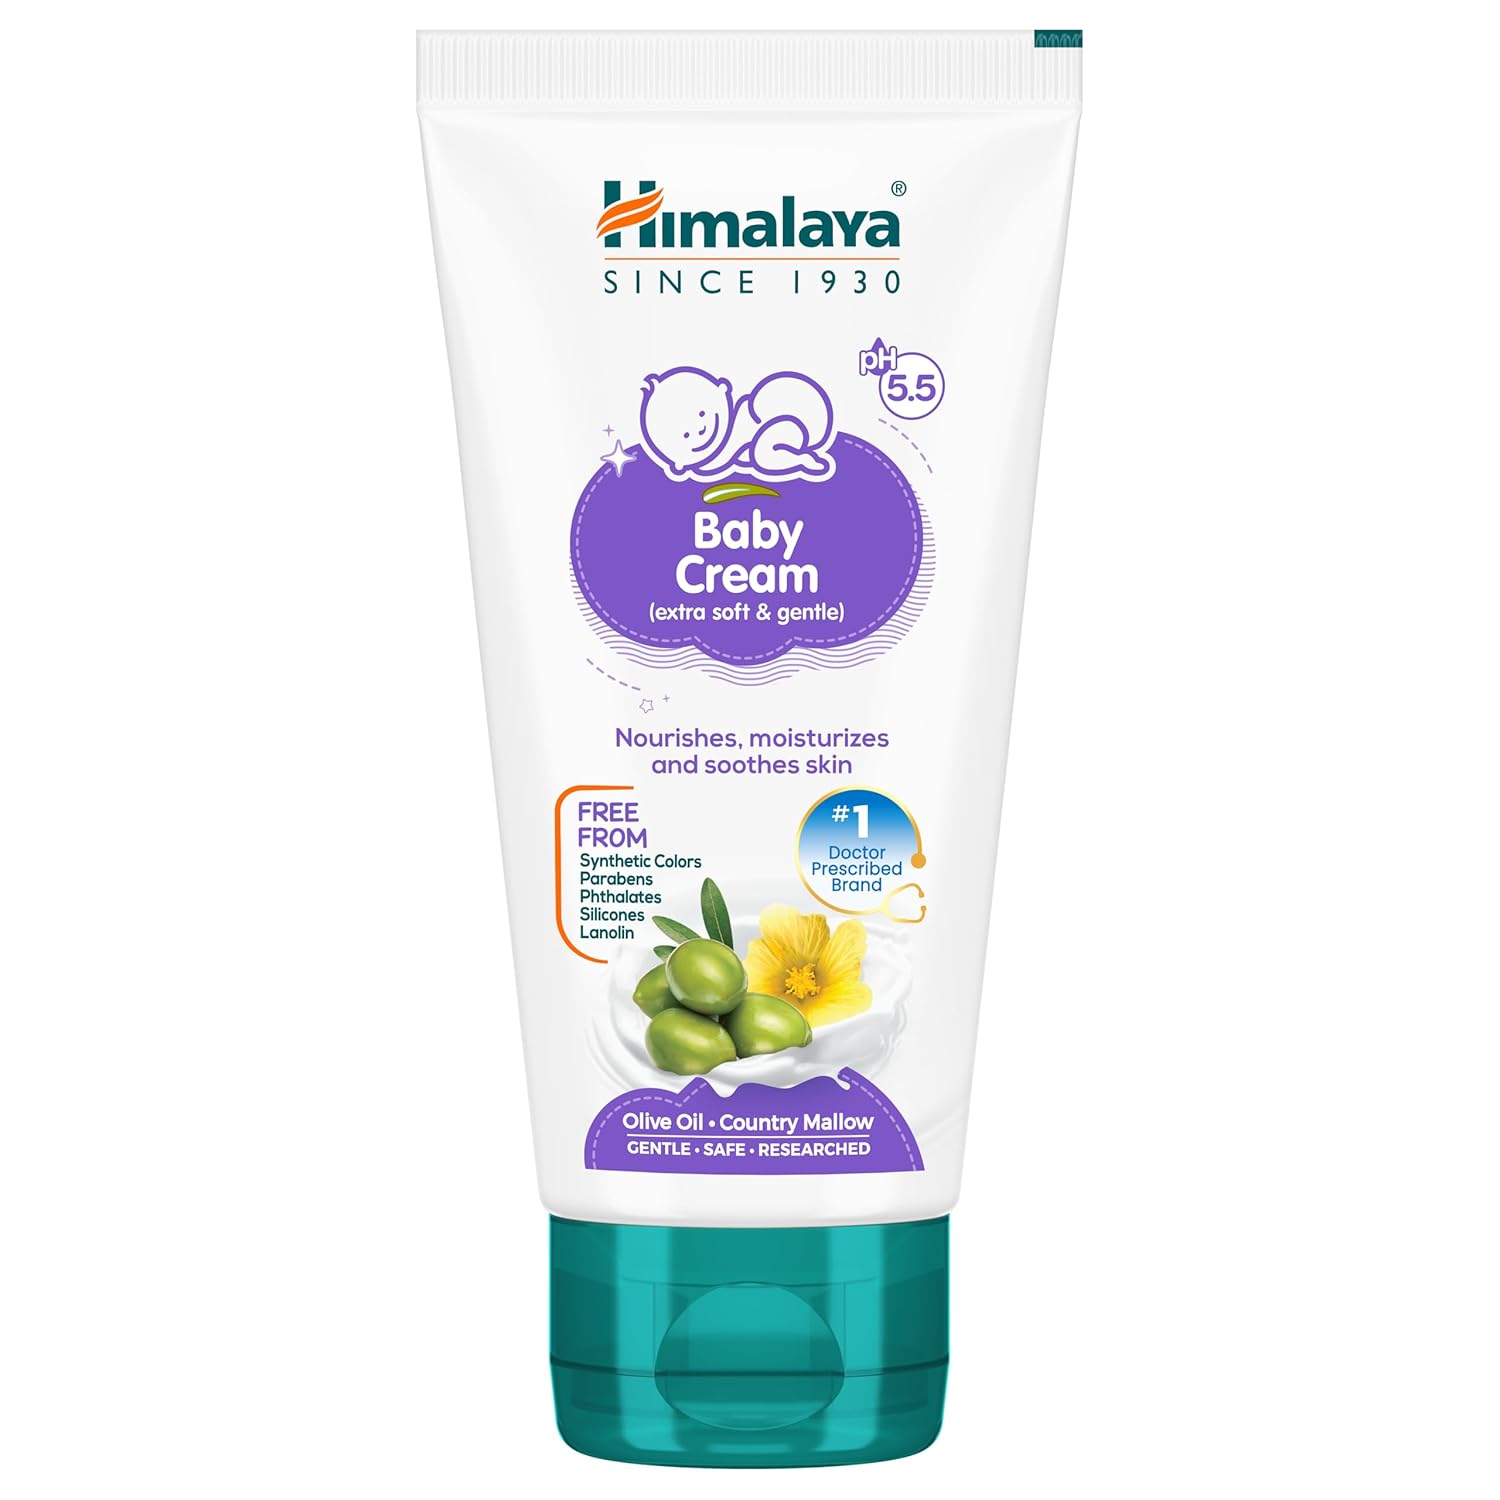 Himalaya®
SINCE 1930
pH
5.5
Baby
Cream
(extra soft & gentle)
Nourishes, moisturizes
and soothes skin
FREE
FROM
Synthetic Colors
Parabens
Phthalates
Silicones
Lanolin
#1
Doctor
Prescribed
Brand
Olive Oil • Country Mallow
GENTLE • SAFE • RESEARCHED